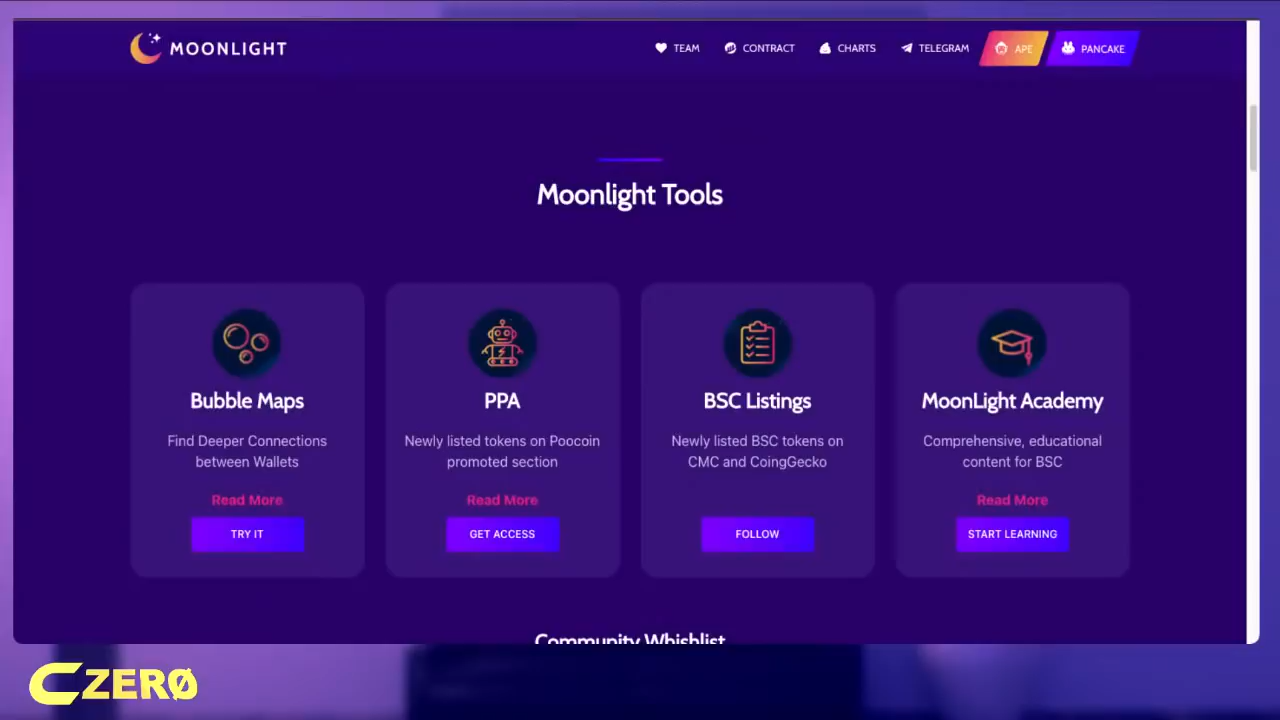 MOONLIGHT
TEAM
CONTRACT
CHARTS
TELEGRAM
APE
PANCAKE
Moonlight Tools
Bubble Maps
Find Deeper Connections
between Wallets
Read More
TRY IT
PPA
Newly listed tokens on Poocoin
promoted section
Read More
GET ACCESS
BSC Listings
Newly listed BSC tokens on
CMC and CoingGecko
FOLLOW
MoonLight Academy
Comprehensive, educational
content for BSC
Read More
START LEARNING
Community Whishlist
CZERØ